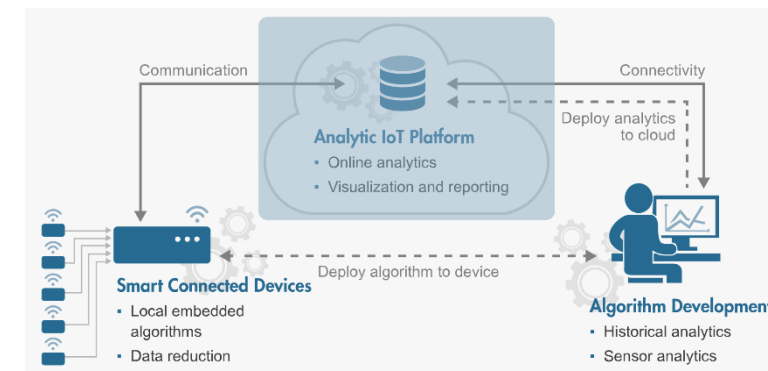 Communication
Connectivity
Deploy analytics
to cloud
Analytic IoT Platform
▪ Online analytics
▪ Visualization and reporting
Deploy algorithm to device
Smart Connected Devices
▪ Local embedded
algorithms
▪ Data reduction
Algorithm Development
▪ Historical analytics
▪ Sensor analytics